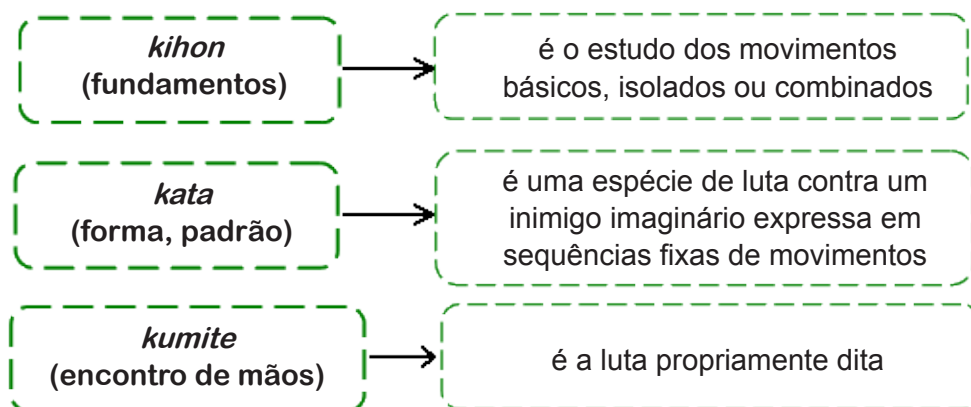 kihon
(fundamentos)
é o estudo dos movimentos
básicos, isolados ou combinados
kata
(forma, padrão)
é uma espécie de luta contra um
inimigo imaginário expressa em
sequências fixas de movimentos
kumite
(encontro de mãos)
é a luta propriamente dita